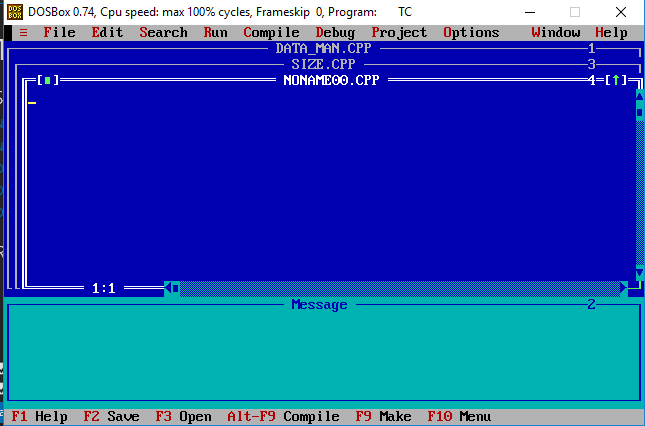 DOSBox 0.74, Cpu speed: max 100% cycles, Frameskip 0, Program: TC
≡ File Edit Search Run Compile Debug Project Options Window Help
DATA_MAN.CPP 1
SIZE.CPP 3
NONAME00.CPP 4=[↑]
1:1
Message 2
F1 Help F2 Save F3 Open Alt-F9 Compile F9 Make F10 Menu